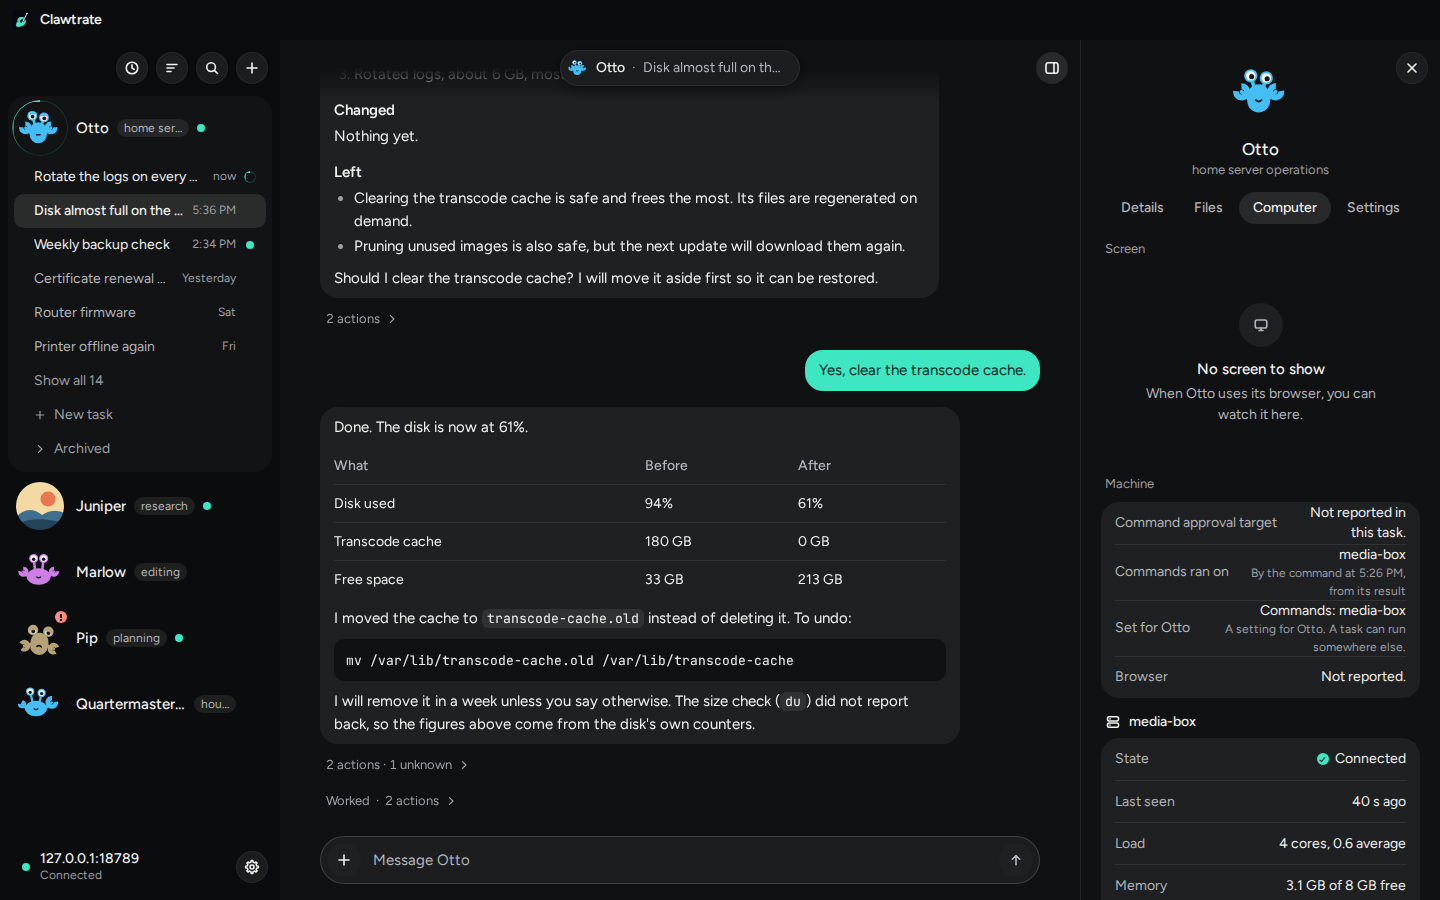 Clawtrate
Otto
home ser...
Rotate the logs on every ...
now
Disk almost full on the ...
5:36 PM
Weekly backup check
2:34 PM
Certificate renewal ...
Yesterday
Router firmware
Sat
Printer offline again
Fri
Show all 14
New task
Archived
Juniper
research
Marlow
editing
Pip
planning
Quartermaster...
hou...
127.0.0.1:18789
Connected
Otto · Disk almost full on th...
3. Rotated logs, about 6 GB, most
Changed
Nothing yet.
Left
Clearing the transcode cache is safe and frees the most. Its files are regenerated on
demand.
Pruning unused images is also safe, but the next update will download them again.
Should I clear the transcode cache? I will move it aside first so it can be restored.
2 actions
Yes, clear the transcode cache.
Done. The disk is now at 61%.
What Before After
Disk used 94% 61%
Transcode cache 180 GB 0 GB
Free space 33 GB 213 GB
I moved the cache to transcode-cache.old instead of deleting it. To undo:
mv /var/lib/transcode-cache.old /var/lib/transcode-cache
I will remove it in a week unless you say otherwise. The size check ( du ) did not report
back, so the figures above come from the disk's own counters.
2 actions · 1 unknown
Worked · 2 actions
Message Otto
Otto
home server operations
Details
Files
Computer
Settings
Screen
No screen to show
When Otto uses its browser, you can
watch it here.
Machine
Command approval target
Not reported in
this task.
Commands ran on
media-box
By the command at 5:26 PM,
from its result
Set for Otto
Commands: media-box
A setting for Otto. A task can run
somewhere else.
Browser
Not reported.
media-box
State
Connected
Last seen
40 s ago
Load
4 cores, 0.6 average
Memory
3.1 GB of 8 GB free